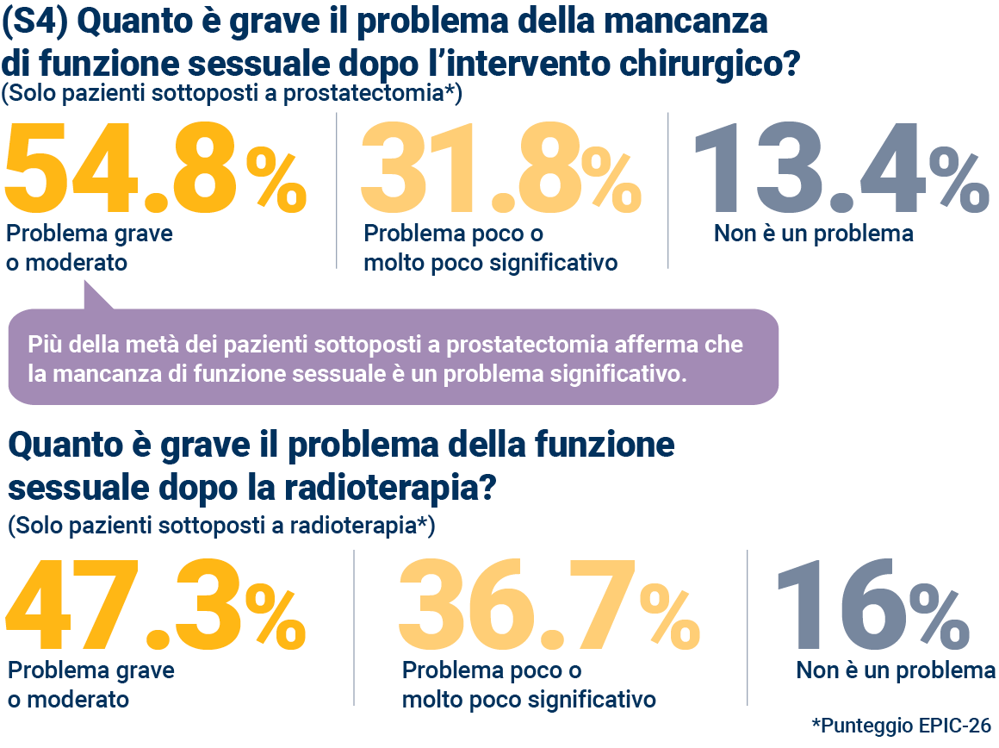 (S4) Quanto è grave il problema della mancanza
di funzione sessuale dopo l’intervento chirurgico?
(Solo pazienti sottoposti a prostatectomia*)
54.8% 31.8% 13.4%
Problema grave
o moderato
Problema poco o
molto poco significativo
Non è un problema
Più della metà dei pazienti sottoposti a prostatectomia afferma che
la mancanza di funzione sessuale è un problema significativo.
Quanto è grave il problema della funzione
sessuale dopo la radioterapia?
(Solo pazienti sottoposti a radioterapia*)
47.3% 36.7% 16%
Problema grave
o moderato
Problema poco o
molto poco significativo
Non è un problema
*Punteggio EPIC-26